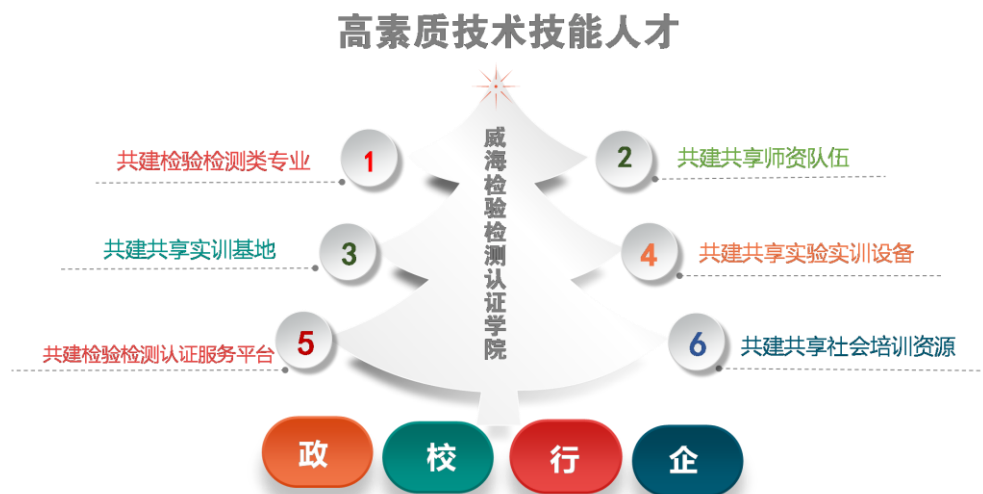 高素质技术技能人才
威海检验检测认证学院
共建检验检测类专业
1
2
共建共享师资队伍
共建共享实训基地
3
4
共建共享实验实训设备
共建检验检测认证服务平台
5
6
共建共享社会培训资源
政
校
行
企